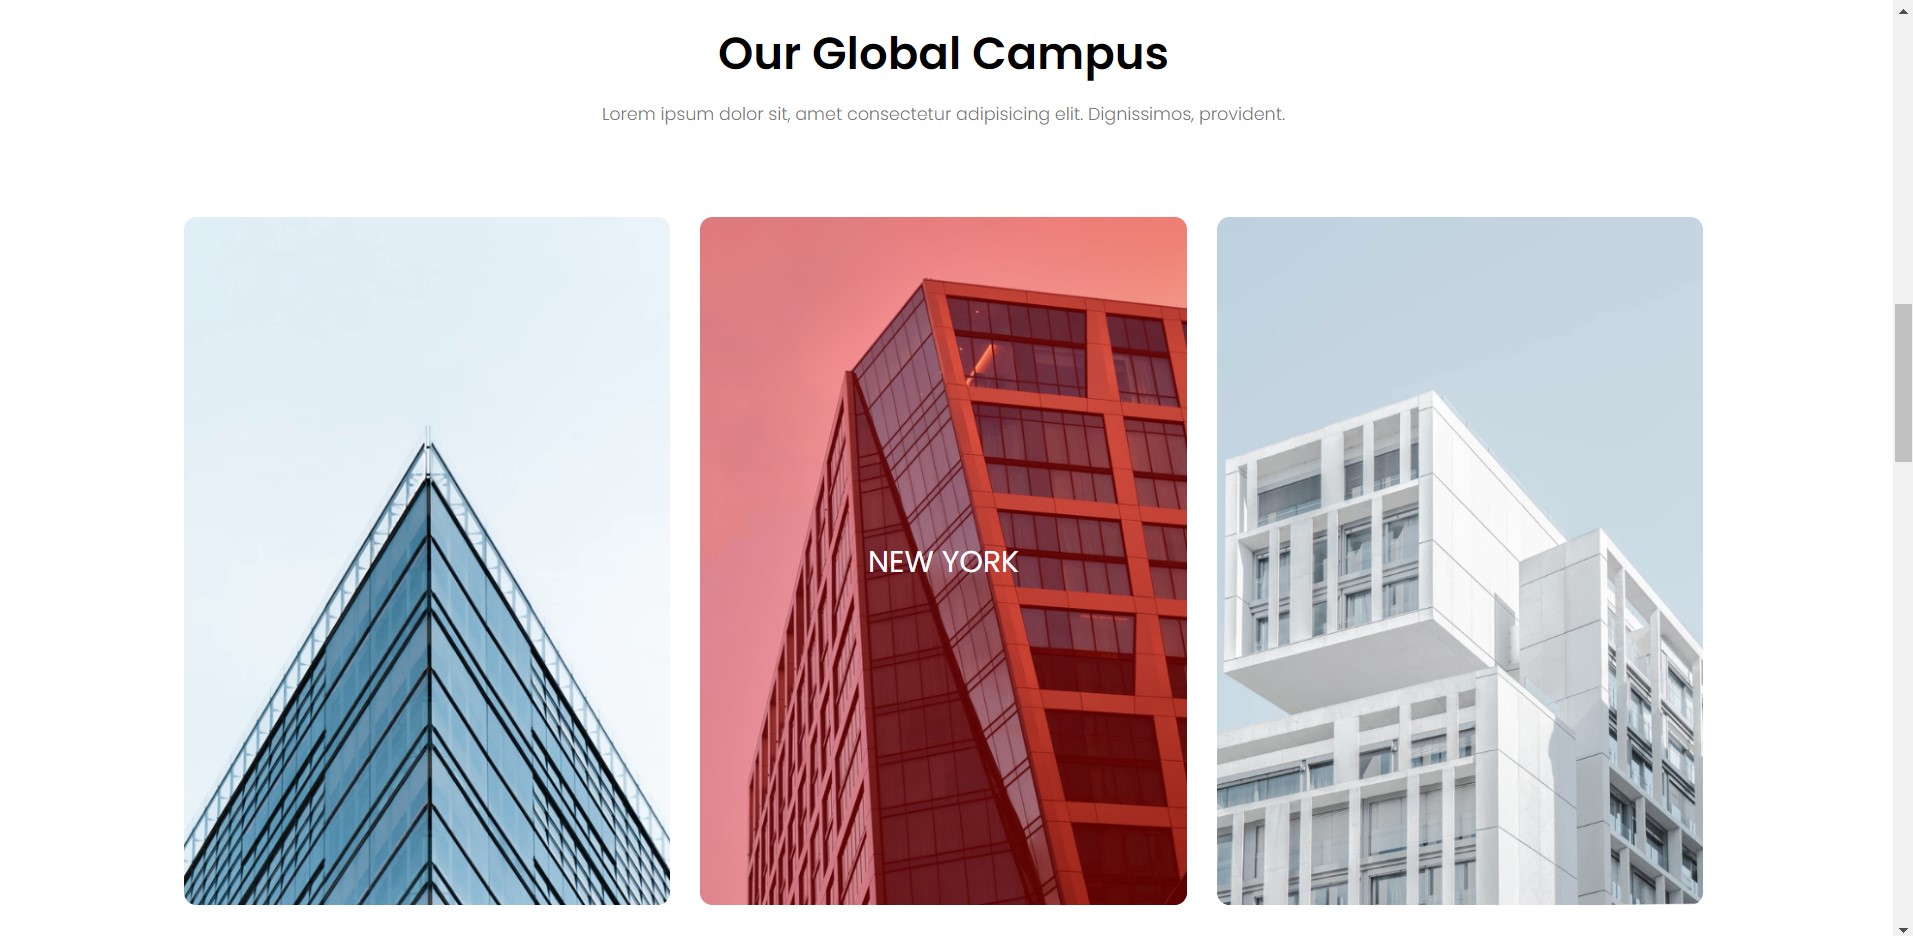 Our Global Campus
Lorem ipsum dolor sit, amet consectetur adipisicing elit. Dignissimos, provident.
NEW YORK